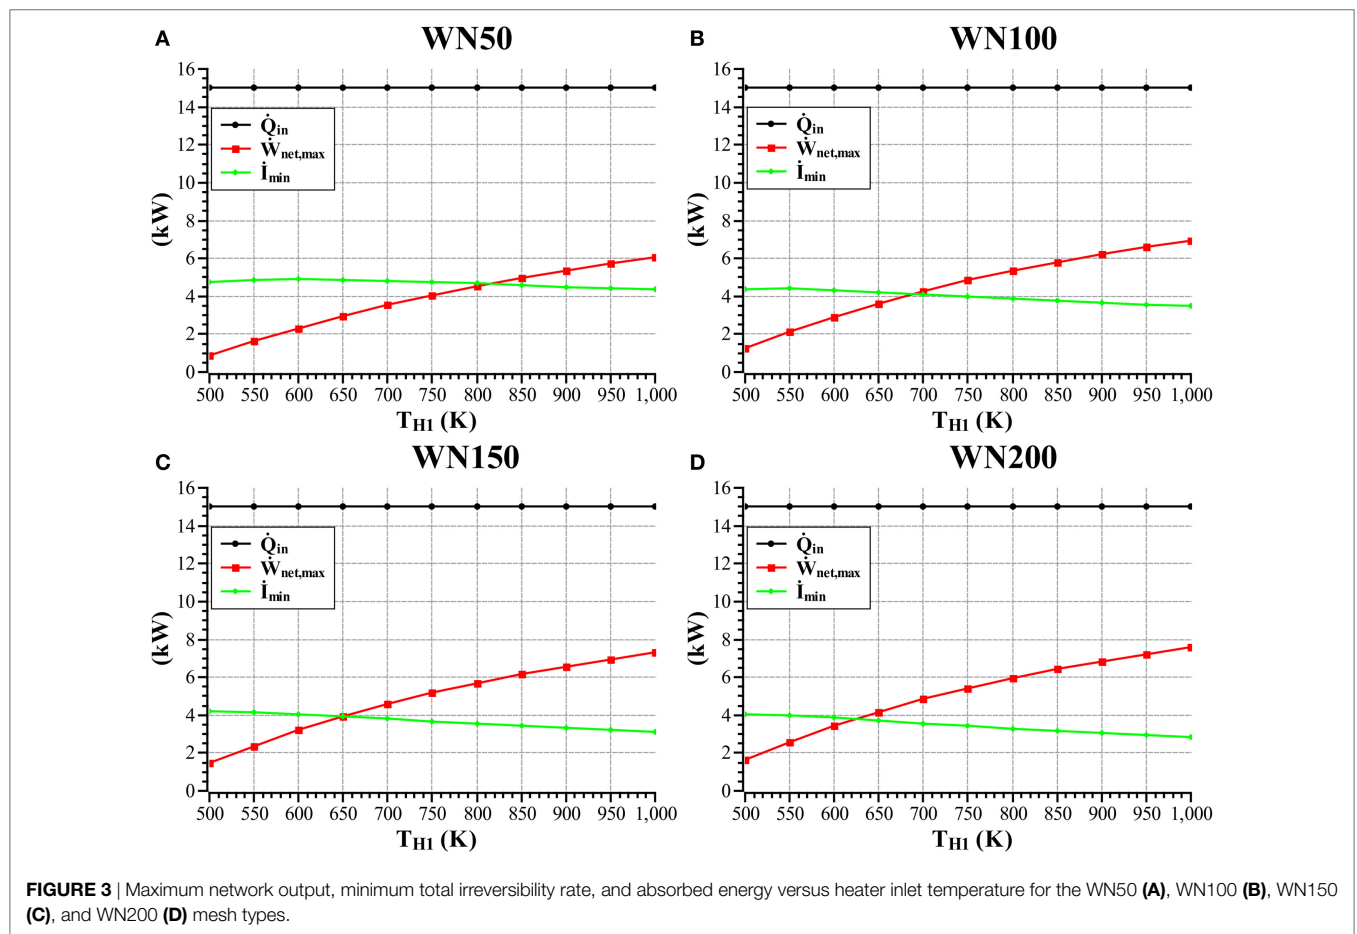 A
WN50
16
14
12
10
8
6
4
2
0
(kW)
Q̇in
Ẇnet,max
İmin
500 550 600 650 700 750 800 850 900 950 1,000
TH1 (K)
B
WN100
16
14
12
10
8
6
4
2
0
(kW)
Q̇in
Ẇnet,max
İmin
500 550 600 650 700 750 800 850 900 950 1,000
TH1 (K)
C
WN150
16
14
12
10
8
6
4
2
0
(kW)
Q̇in
Ẇnet,max
İmin
500 550 600 650 700 750 800 850 900 950 1,000
TH1 (K)
D
WN200
16
14
12
10
8
6
4
2
0
(kW)
Q̇in
Ẇnet,max
İmin
500 550 600 650 700 750 800 850 900 950 1,000
TH1 (K)
FIGURE 3 | Maximum network output, minimum total irreversibility rate, and absorbed energy versus heater inlet temperature for the WN50 (A), WN100 (B), WN150
(C), and WN200 (D) mesh types.